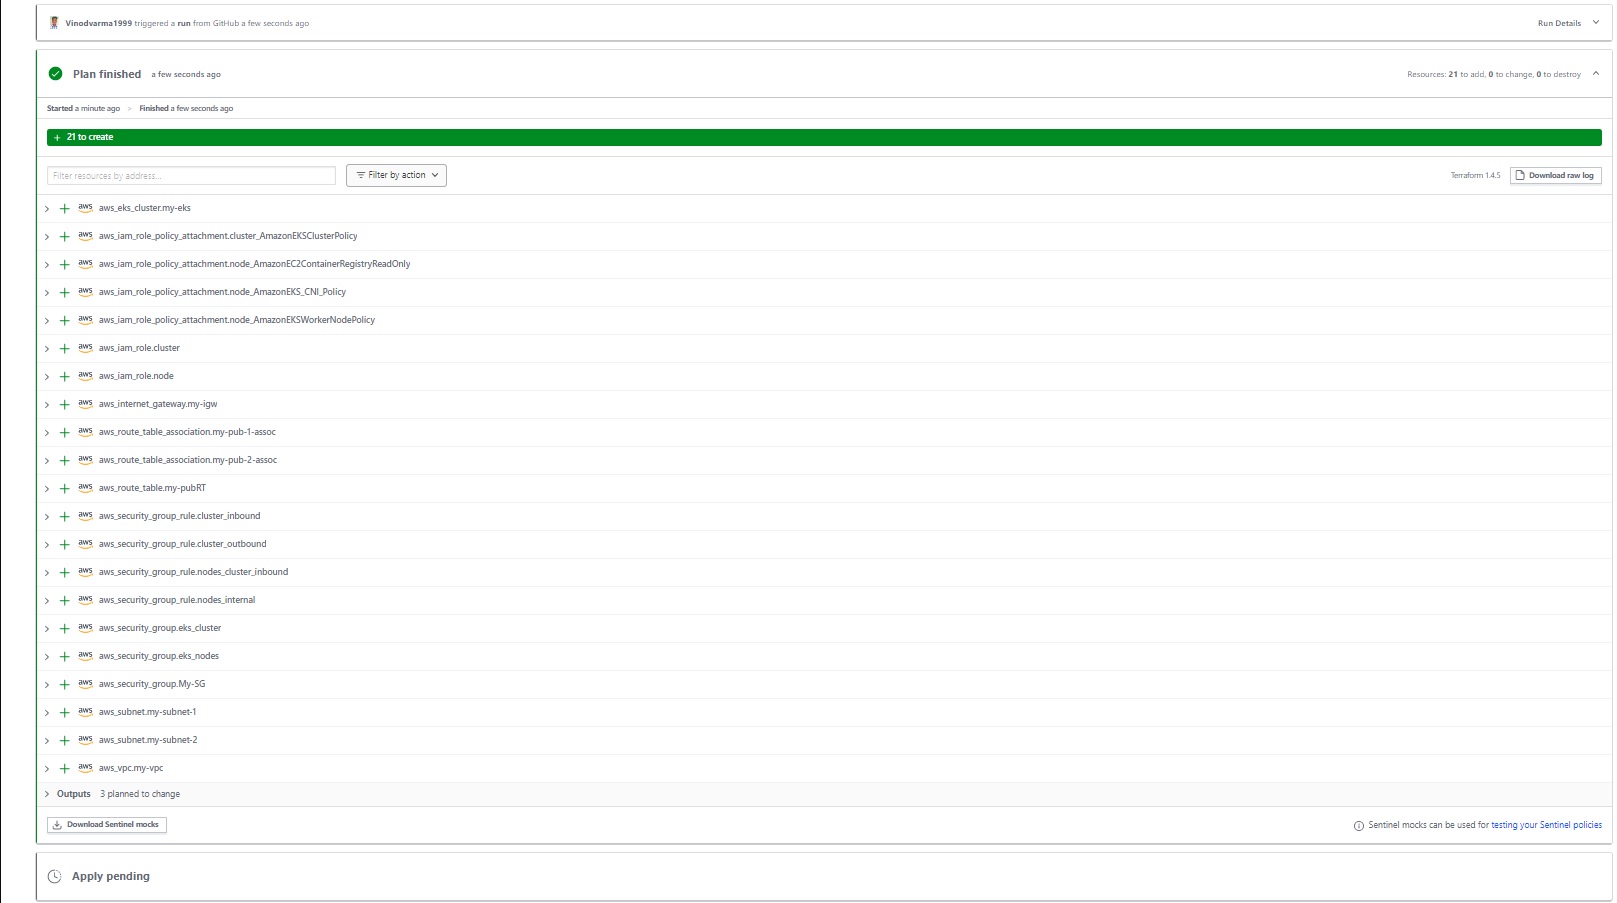 Vinodvarma1999 triggered a run from GitHub a few seconds ago Run Details
Plan finished a few seconds ago Resources: 21 to add, 0 to change, 0 to destroy
Started a minute ago > Finished a few seconds ago
+ 21 to create
Filter resources by address... Filter by action Terraform 1.4.5 Download raw log
aws aws_eks_cluster.my-eks
aws aws_iam_role_policy_attachment.cluster_AmazonEKSClusterPolicy
aws aws_iam_role_policy_attachment.node_AmazonEC2ContainerRegistryReadOnly
aws aws_iam_role_policy_attachment.node_AmazonEKS_CNI_Policy
aws aws_iam_role_policy_attachment.node_AmazonEKSWorkerNodePolicy
aws aws_iam_role.cluster
aws aws_iam_role.node
aws aws_internet_gateway.my-igw
aws aws_route_table_association.my-pub-1-assoc
aws aws_route_table_association.my-pub-2-assoc
aws aws_route_table.my-pubRT
aws aws_security_group_rule.cluster_inbound
aws aws_security_group_rule.cluster_outbound
aws aws_security_group_rule.nodes_cluster_inbound
aws aws_security_group_rule.nodes_internal
aws aws_security_group.eks_cluster
aws aws_security_group.eks_nodes
aws aws_security_group.My-SG
aws aws_subnet.my-subnet-1
aws aws_subnet.my-subnet-2
aws aws_vpc.my-vpc
Outputs 3 planned to change
Download Sentinel mocks Sentinel mocks can be used for testing your Sentinel policies
Apply pending